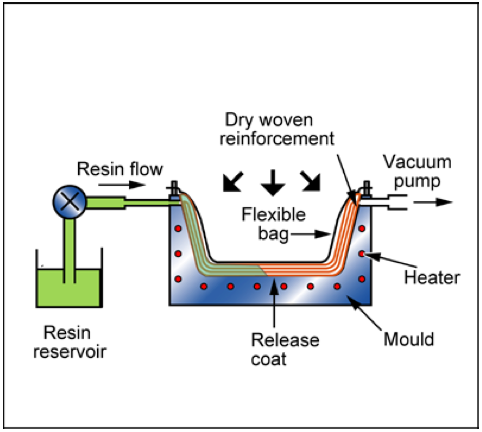 Dry woven
reinforcement
Resin flow
Vacuum
pump
Flexible
bag
Heater
Resin
reservoir
Release
coat
Mould